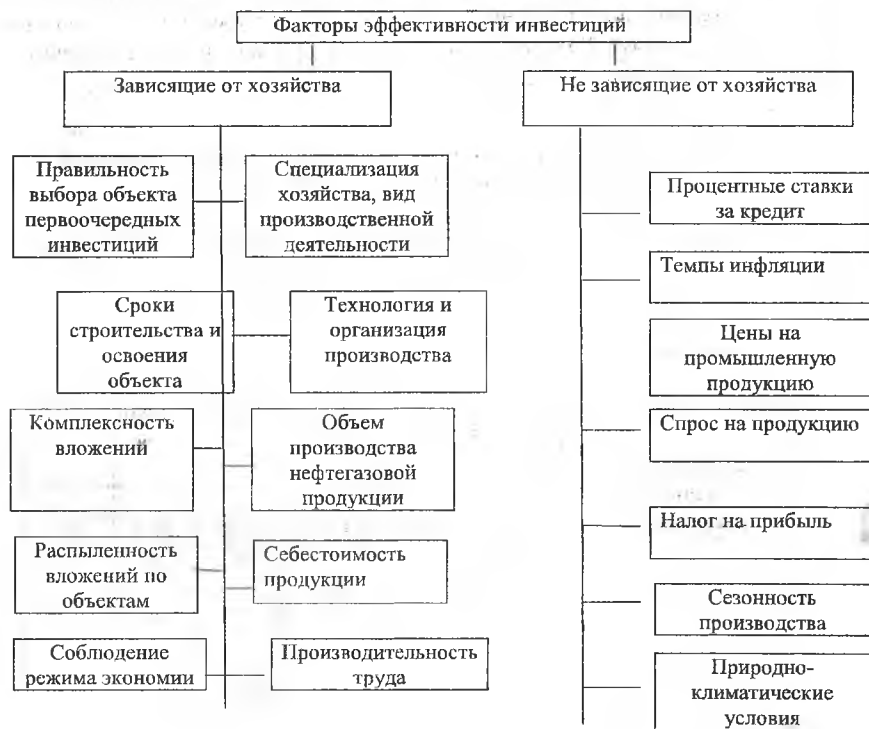 Факторы эффективности инвестиций
Зависящие от хозяйства
Не зависящие от хозяйства
Правильность
выбора объекта
первоочередных
инвестиций
Специализация
хозяйства, вид
производственной
деятельности
Сроки
строительства и
освоения
объекта
Технология и
организация
производства
Комплексность
вложений
Объем
производства
нефтегазовой
продукции
Распыленность
вложений по
объектам
Себестоимость
продукции
Соблюдение
режима экономии
Производительность
труда
Процентные ставки
за кредит
Темпы инфляции
Цены на
промышленную
продукцию
Спрос на продукцию
Налог на прибыль
Сезонность
производства
Природно-
климатические
условия